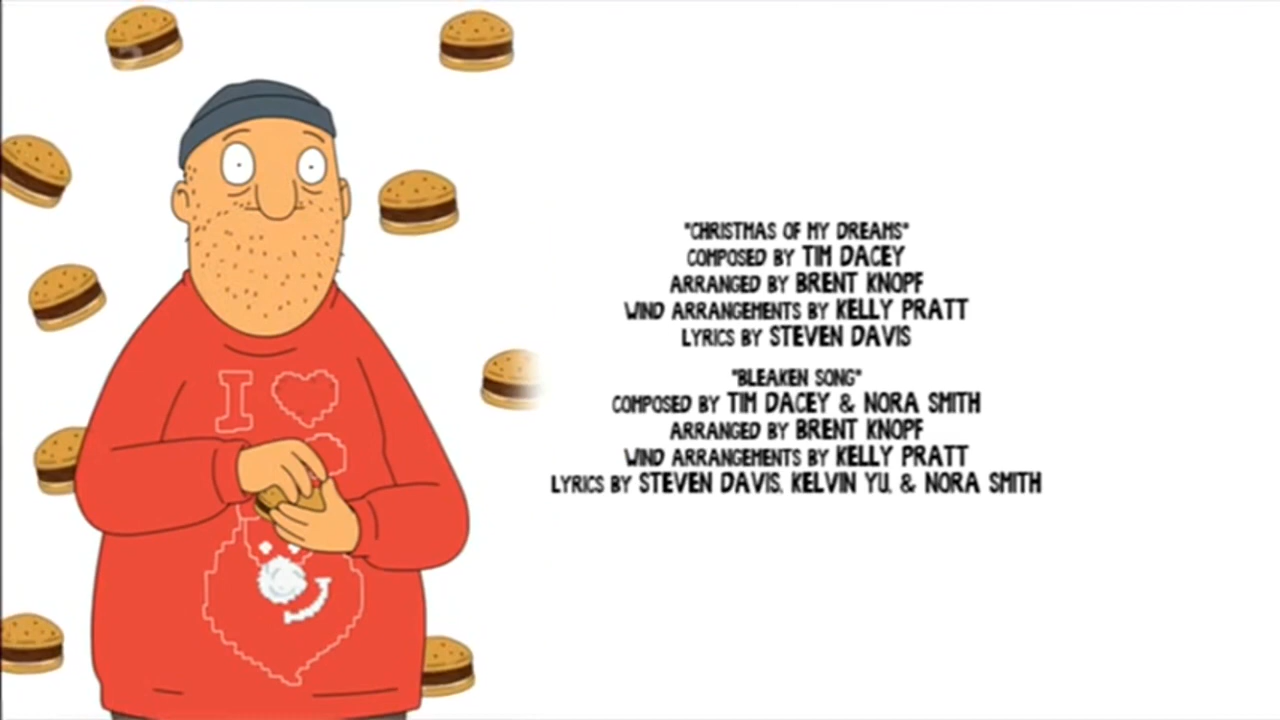 I
"CHRISTMAS OF MY DREAMS"
COMPOSED BY TIM DACEY
ARRANGED BY BRENT KNOPF
WIND ARRANGEMENTS BY KELLY PRATT
LYRICS BY STEVEN DAVIS
"BLEAKEN SONG"
COMPOSED BY TIM DACEY & NORA SMITH
ARRANGED BY BRENT KNOPF
WIND ARRANGEMENTS BY KELLY PRATT
LYRICS BY STEVEN DAVIS, KELVIN YU, & NORA SMITH